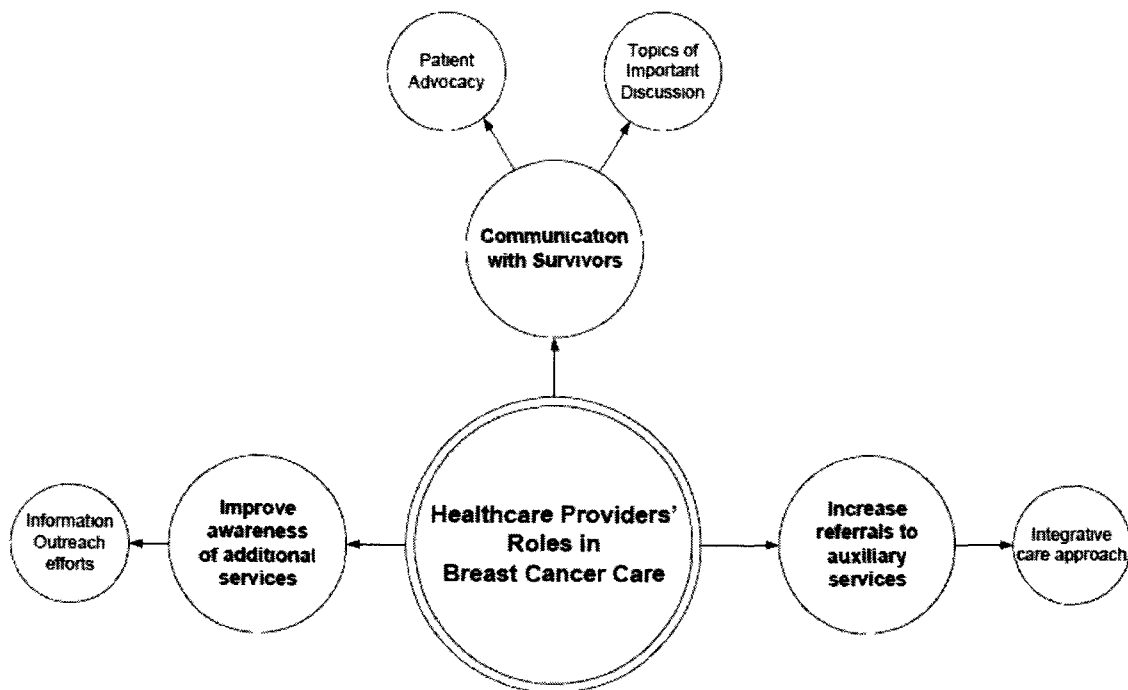 Patient
Advocacy
Topics of
Important
Discussion
Communication
with Survivors
Information
Outreach
efforts
Improve
awareness
of additional
services
Healthcare Providers'
Roles in
Breast Cancer Care
Increase
referrals to
auxiliary
services
Integrative
care approach